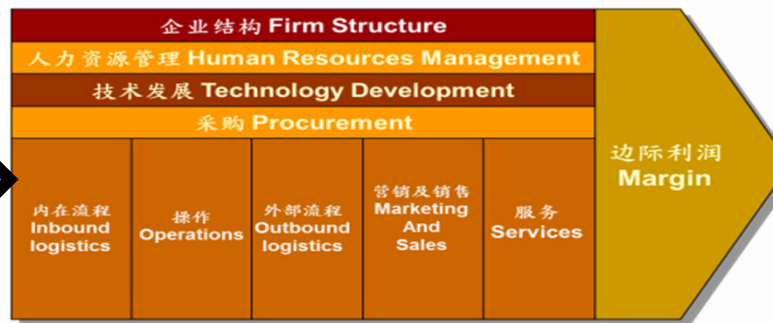 企业结构 Firm Structure
人力资源管理 Human Resources Management
技术发展 Technology Development
采购 Procurement
内在流程
Inbound
logistics
操作
Operations
外部流程
Outbound
logistics
营销及销售
Marketing
And
Sales
服务
Services
边际利润
Margin